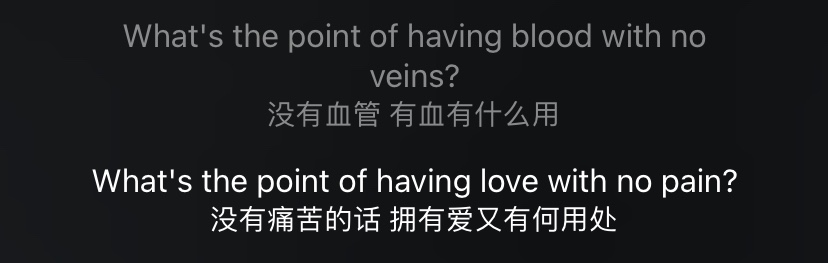 What's the point of having blood with no
veins?
没有血管 有血有什么用
What's the point of having love with no pain?
没有痛苦的话 拥有爱又有何用处